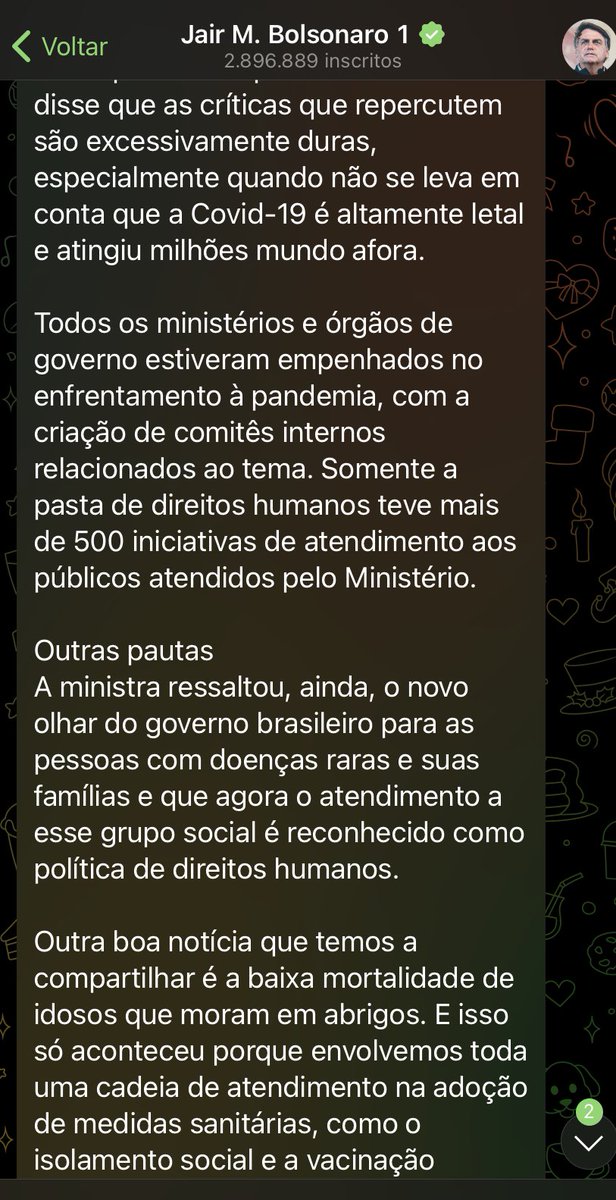 Voltar
Jair M. Bolsonaro 1
2.896.889 inscritos
disse que as críticas que repercutem
são excessivamente duras,
especialmente quando não se leva em
conta que a Covid-19 é altamente letal
e atingiu milhões mundo afora.
Todos os ministérios e órgãos de
governo estiveram empenhados no
enfrentamento à pandemia, com a
criação de comitês internos
relacionados ao tema. Somente a
pasta de direitos humanos teve mais
de 500 iniciativas de atendimento aos
públicos atendidos pelo Ministério.
Outras pautas
A ministra ressaltou, ainda, o novo
olhar do governo brasileiro para as
pessoas com doenças raras e suas
famílias e que agora o atendimento a
esse grupo social é reconhecido como
política de direitos humanos.
Outra boa notícia que temos a
compartilhar é a baixa mortalidade de
idosos que moram em abrigos. E isso
só aconteceu porque envolvemos toda
uma cadeia de atendimento na adoção
de medidas sanitárias, como o
isolamento social e a vacinação
2